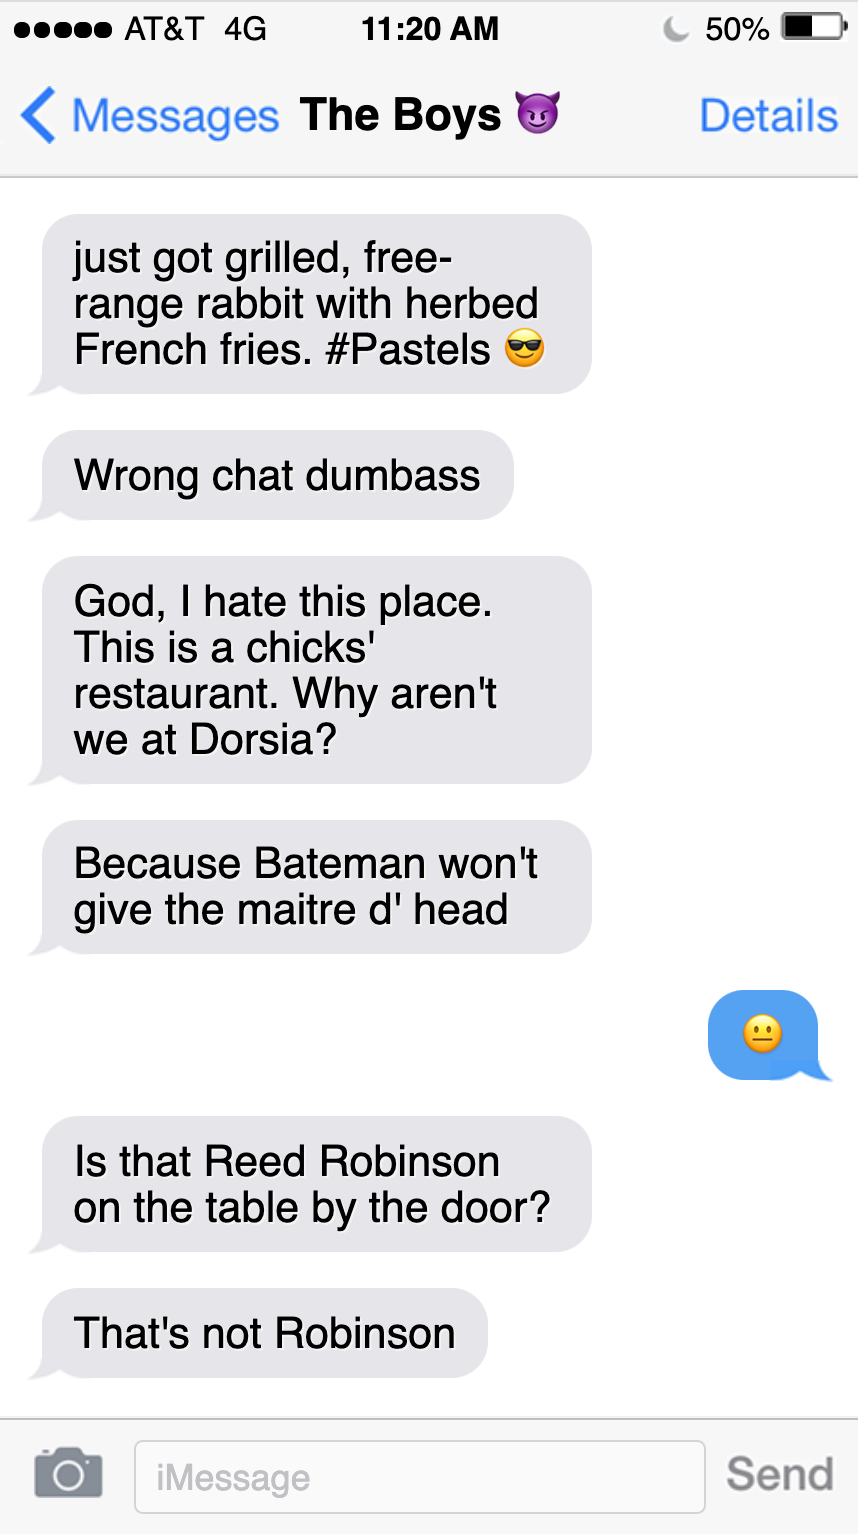 AT&T 4G 11:20 AM 50%
Messages The Boys 😈 Details
just got grilled, free-
range rabbit with herbed
French fries. #Pastels 😎
Wrong chat dumbass
God, I hate this place.
This is a chicks'
restaurant. Why aren't
we at Dorsia?
Because Bateman won't
give the maitre d' head
😐
Is that Reed Robinson
on the table by the door?
That's not Robinson
iMessage Send